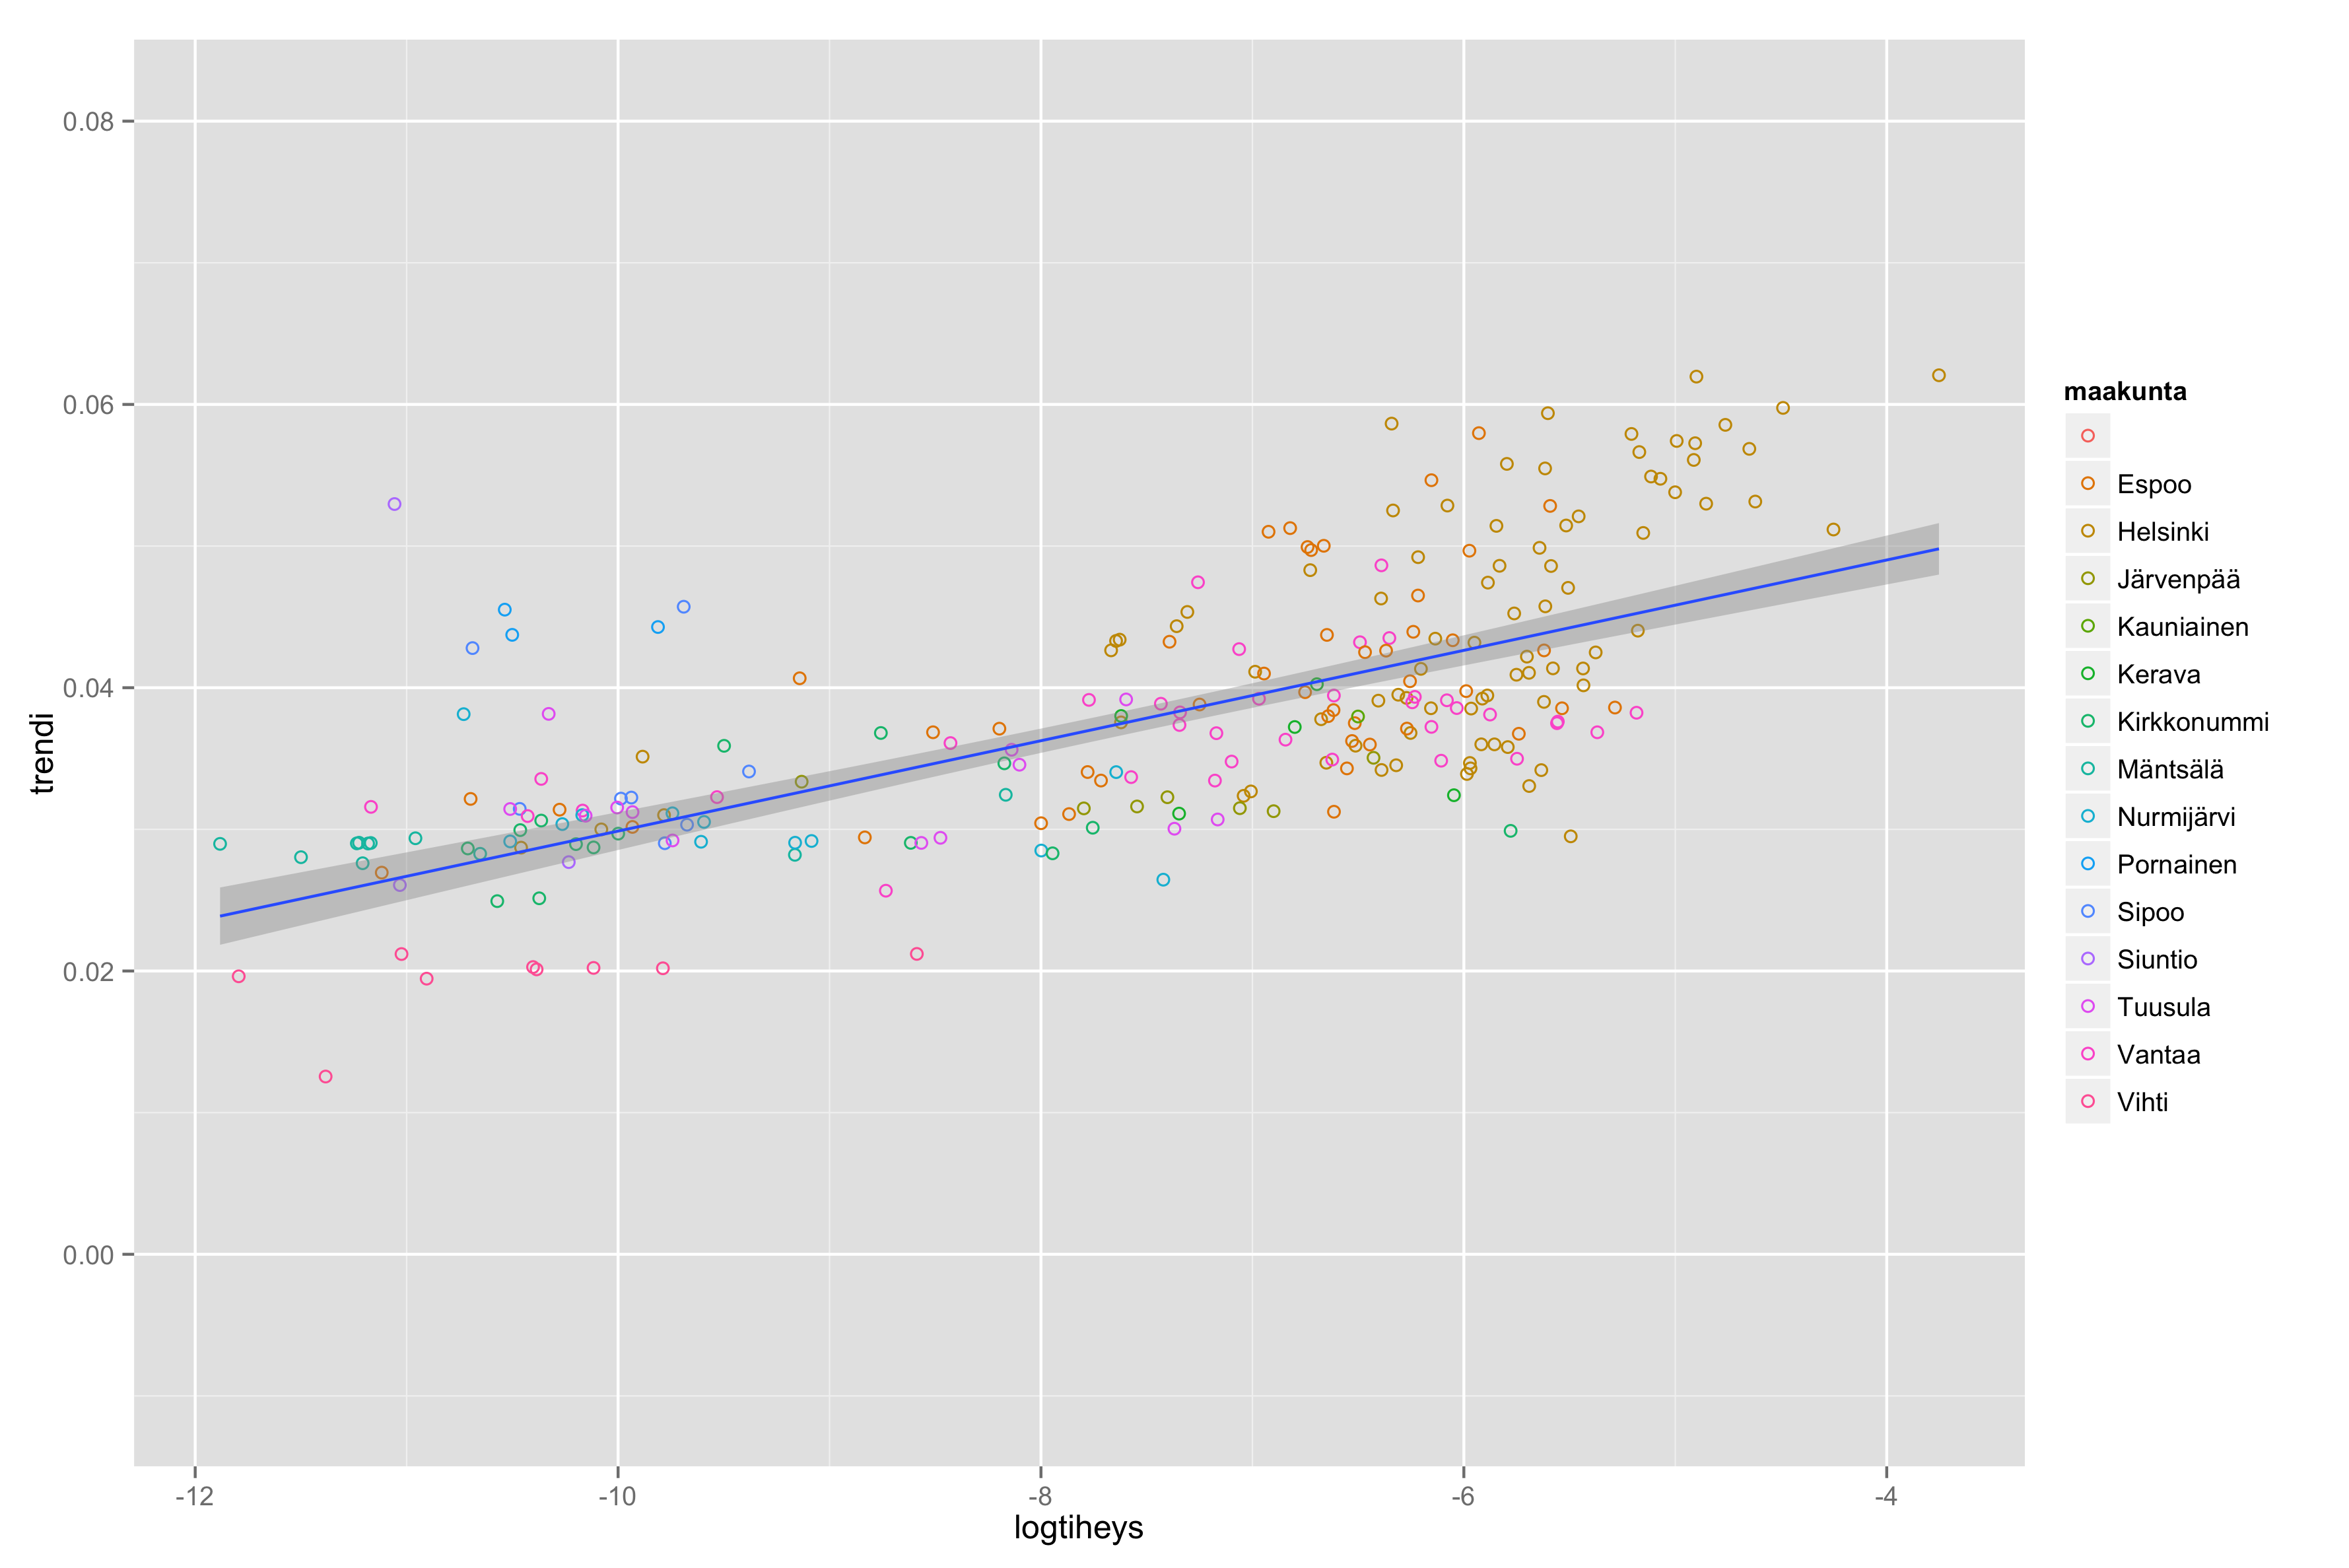 0.08
0.06
0.04
0.02
0.00
trendi
-12
-10
-8
-6
-4
logtiheys
maakunta
Espoo
Helsinki
Järvenpää
Kauniainen
Kerava
Kirkkonummi
Mäntsälä
Nurmijärvi
Pornainen
Sipoo
Siuntio
Tuusula
Vantaa
Vihti